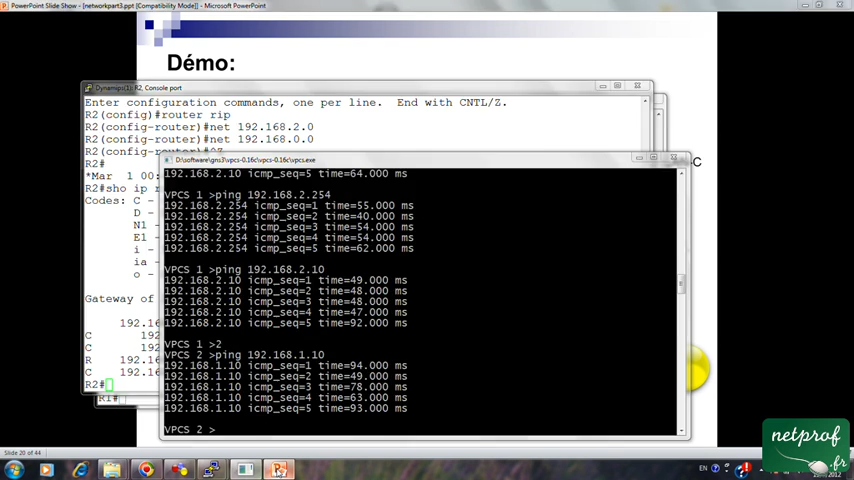 PowerPoint Slide Show - [networkpart3.ppt [Compatibility Mode]] - Microsoft PowerPoint
Démo:
Dynamips(1): R2, Console port
Enter configuration commands, one per line.  End with CNTL/Z.
R2(config)#router rip
R2(config-router)#net 192.168.2.0
R2(config-router)#net 192.168.0.0
R2(config-router)#^Z
R2#
*Mar  1 00:
R2#sho ip r
Codes: C -
D -
N1 -
E1 -
i -
ia -
o -
Gateway of
192.16
C        192
C        192
R     192.16
C     192.16
R2#
R1#
D:\software\gns3\vpcs-0.16c\vpcs-0.16c\vpcs.exe
192.168.2.10 icmp_seq=5 time=64.000 ms
VPCS 1 >ping 192.168.2.254
192.168.2.254 icmp_seq=1 time=55.000 ms
192.168.2.254 icmp_seq=2 time=40.000 ms
192.168.2.254 icmp_seq=3 time=54.000 ms
192.168.2.254 icmp_seq=4 time=54.000 ms
192.168.2.254 icmp_seq=5 time=62.000 ms
VPCS 1 >ping 192.168.2.10
192.168.2.10 icmp_seq=1 time=49.000 ms
192.168.2.10 icmp_seq=2 time=48.000 ms
192.168.2.10 icmp_seq=3 time=48.000 ms
192.168.2.10 icmp_seq=4 time=47.000 ms
192.168.2.10 icmp_seq=5 time=92.000 ms
VPCS 1 >2
VPCS 2 >ping 192.168.1.10
192.168.1.10 icmp_seq=1 time=94.000 ms
192.168.1.10 icmp_seq=2 time=49.000 ms
192.168.1.10 icmp_seq=3 time=78.000 ms
192.168.1.10 icmp_seq=4 time=63.000 ms
192.168.1.10 icmp_seq=5 time=93.000 ms
VPCS 2 >
-C
netprof
.fr
Slide 20 of 44
EN